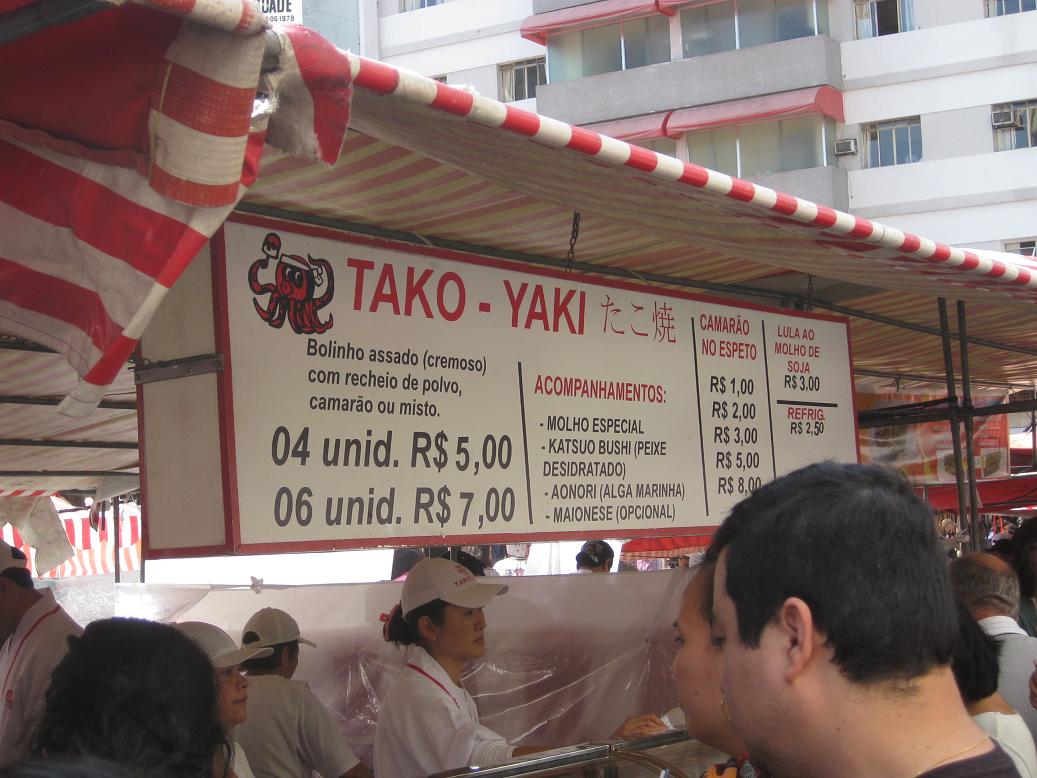 DADE
TAKO - YAKI たこ焼
Bolinho assado (cremoso)
com recheio de polvo,
camarão ou misto.
04 unid. R$ 5,00
06 unid. R$ 7,00
ACOMPANHAMENTOS:
- MOLHO ESPECIAL
- KATSUO BUSHI (PEIXE
DESIDRATADO)
- AONORI (ALGA MARINHA)
- MAIONESE (OPCIONAL)
CAMARÃO
NO ESPETO
R$ 1,00
R$ 2,00
R$ 3,00
R$ 5,00
R$ 8,00
LULA AO
MOLHO DE
SOJA
R$ 3,00
REFRIG.
R$ 2,50